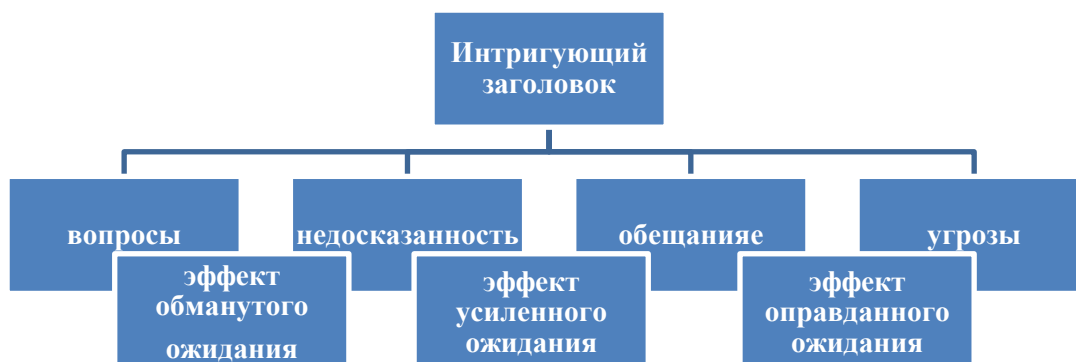 Интригующий
заголовок
вопросы
недосказанность
обещанияе
угрозы
эффект
обманутого
ожидания
эффект
усиленного
ожидания
эффект
оправданного
ожидания